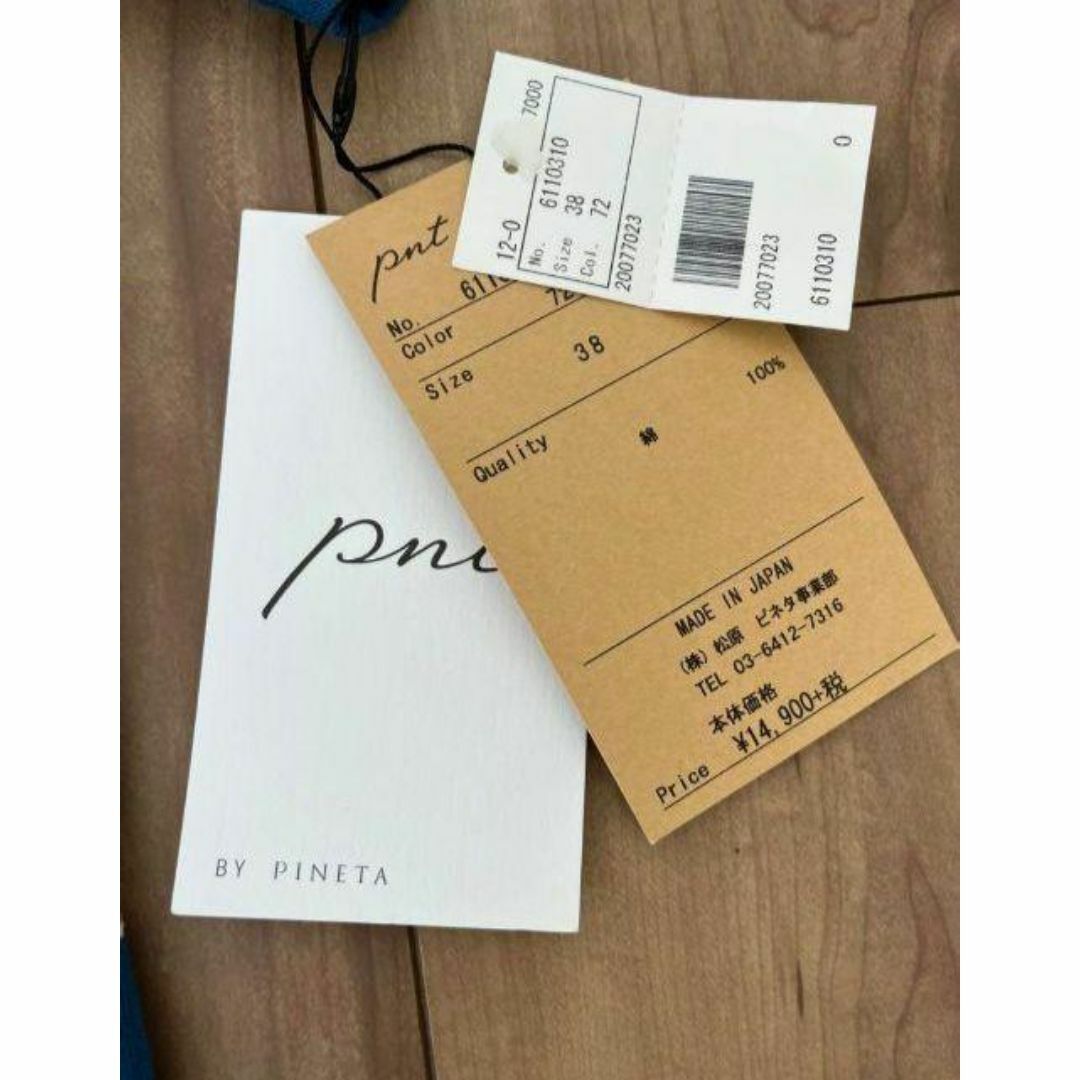 pnt
BY PINETA
pnt
No. 611
Color 72
Size 38
Quality 綿 100%
MADE IN JAPAN
(株) 松原 ピネタ事業部
TEL 03-6412-7316
本体価格
Price ¥14,900+税
12-0 7000
No. 6110310
Size 38
Col. 72
20077023
20077023
6110310 0